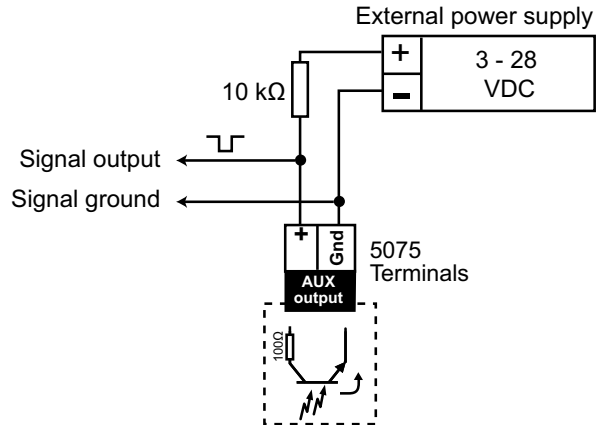 External power supply
+
3 - 28
VDC
–
10 kΩ
Signal output
Signal ground
+
Gnd
5075
Terminals
AUX
output
100Ω